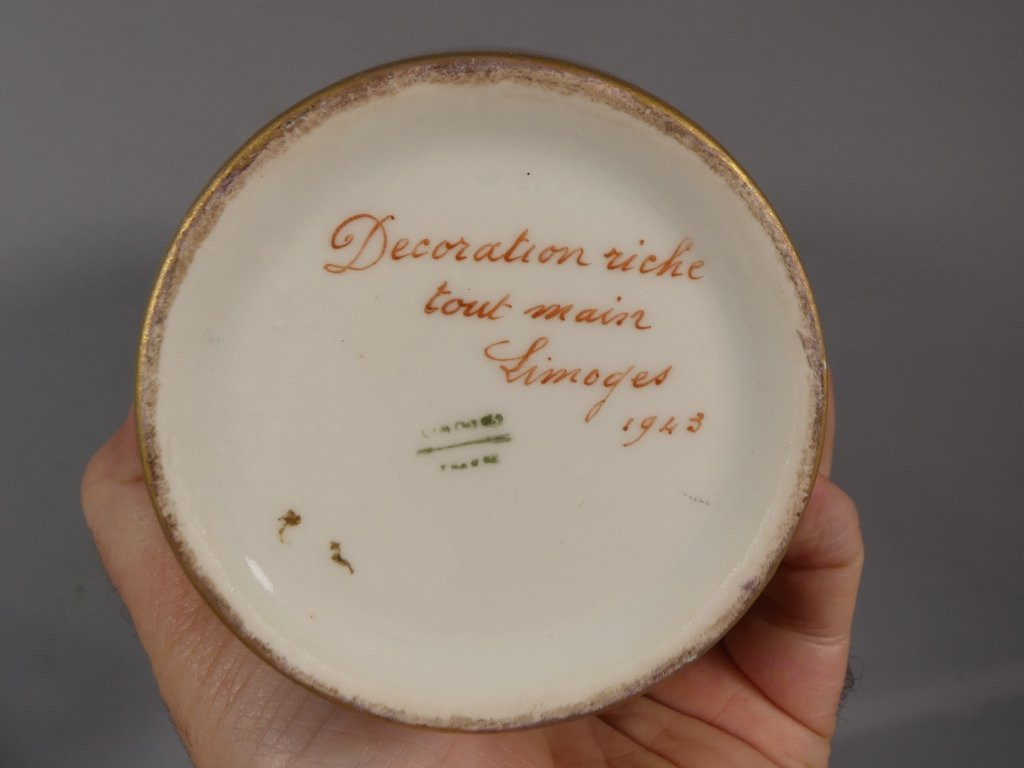 Decoration riche
tout main
Limoges
1943